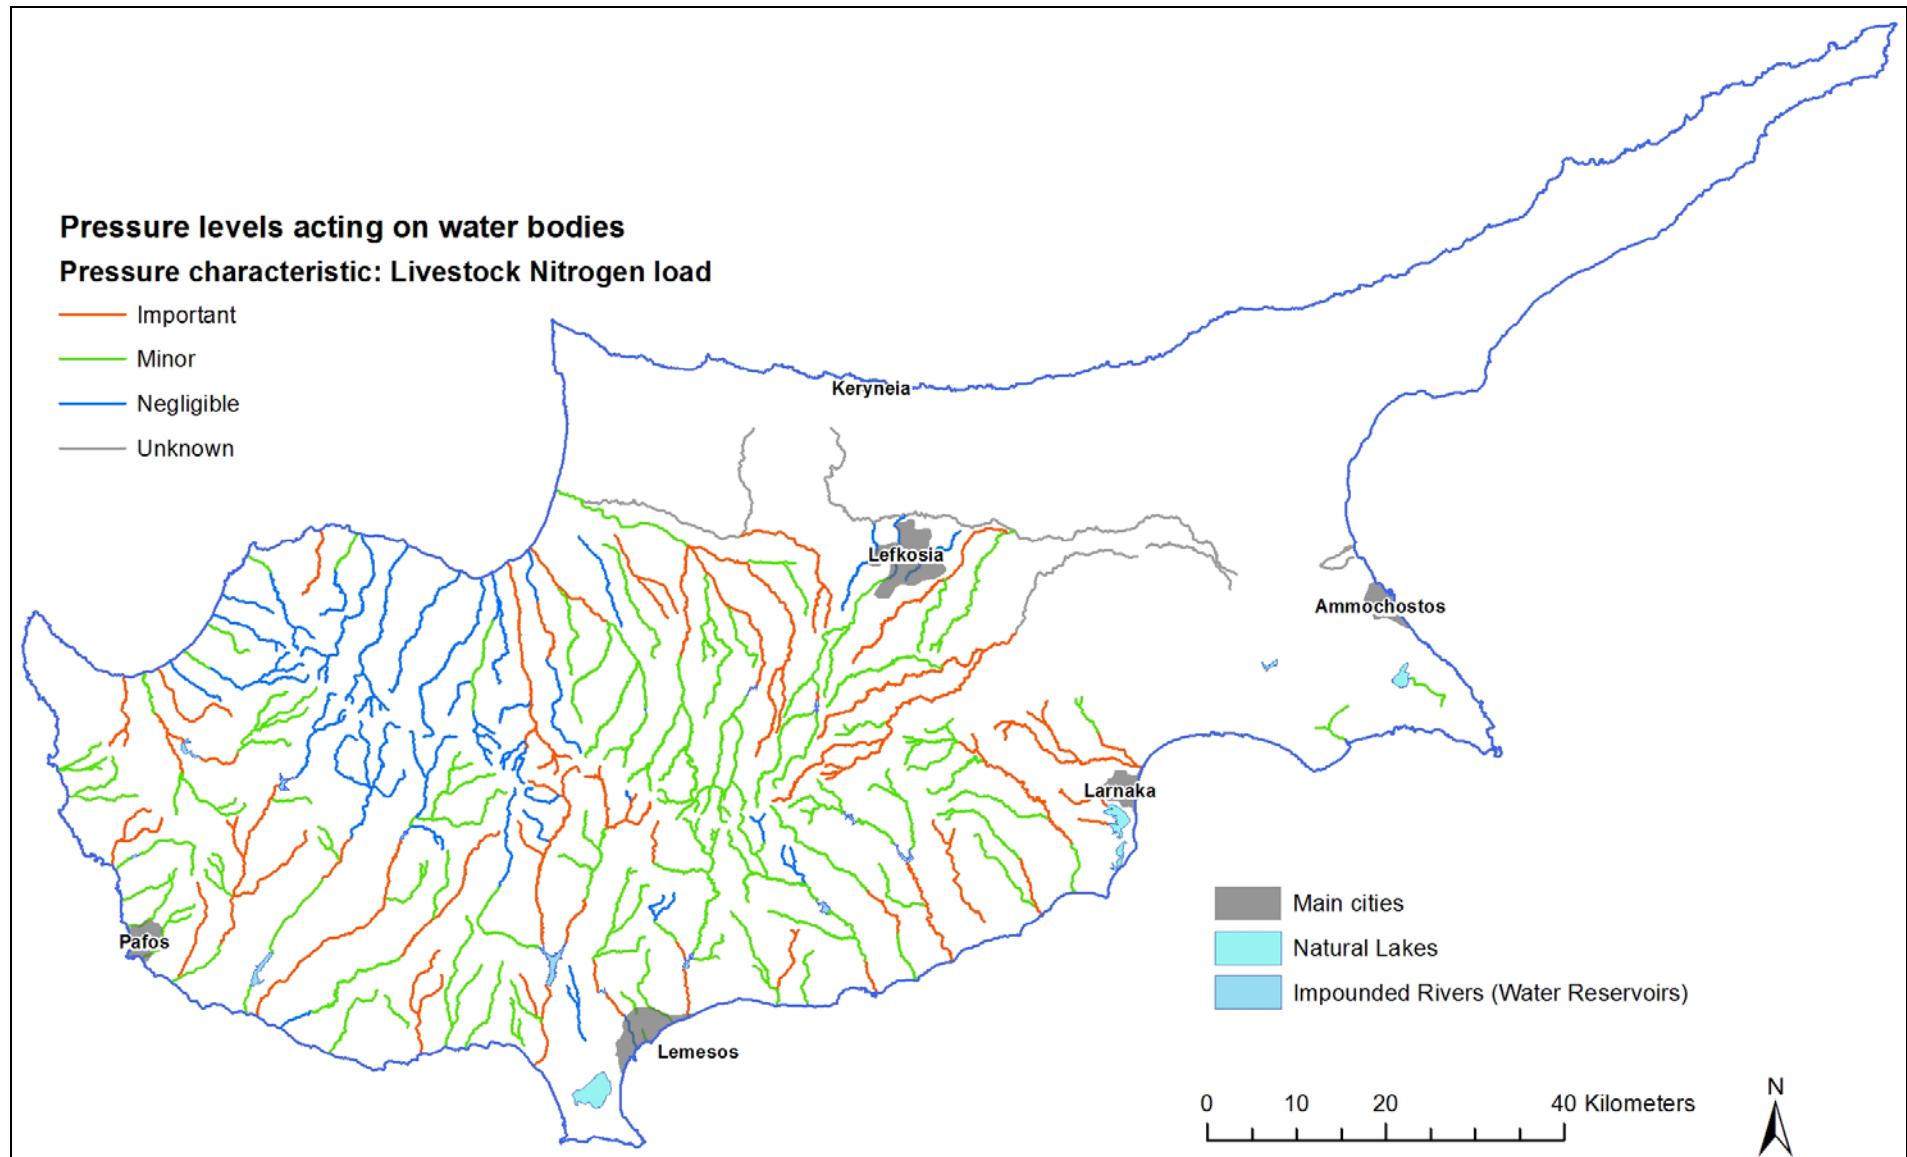 Pressure levels acting on water bodies
Pressure characteristic: Livestock Nitrogen load
Important
Minor
Negligible
Unknown
Keryneia
Lefkosia
Ammochostos
Larnaka
Pafos
Lemesos
Main cities
Natural Lakes
Impounded Rivers (Water Reservoirs)
0 10 20 40 Kilometers
N